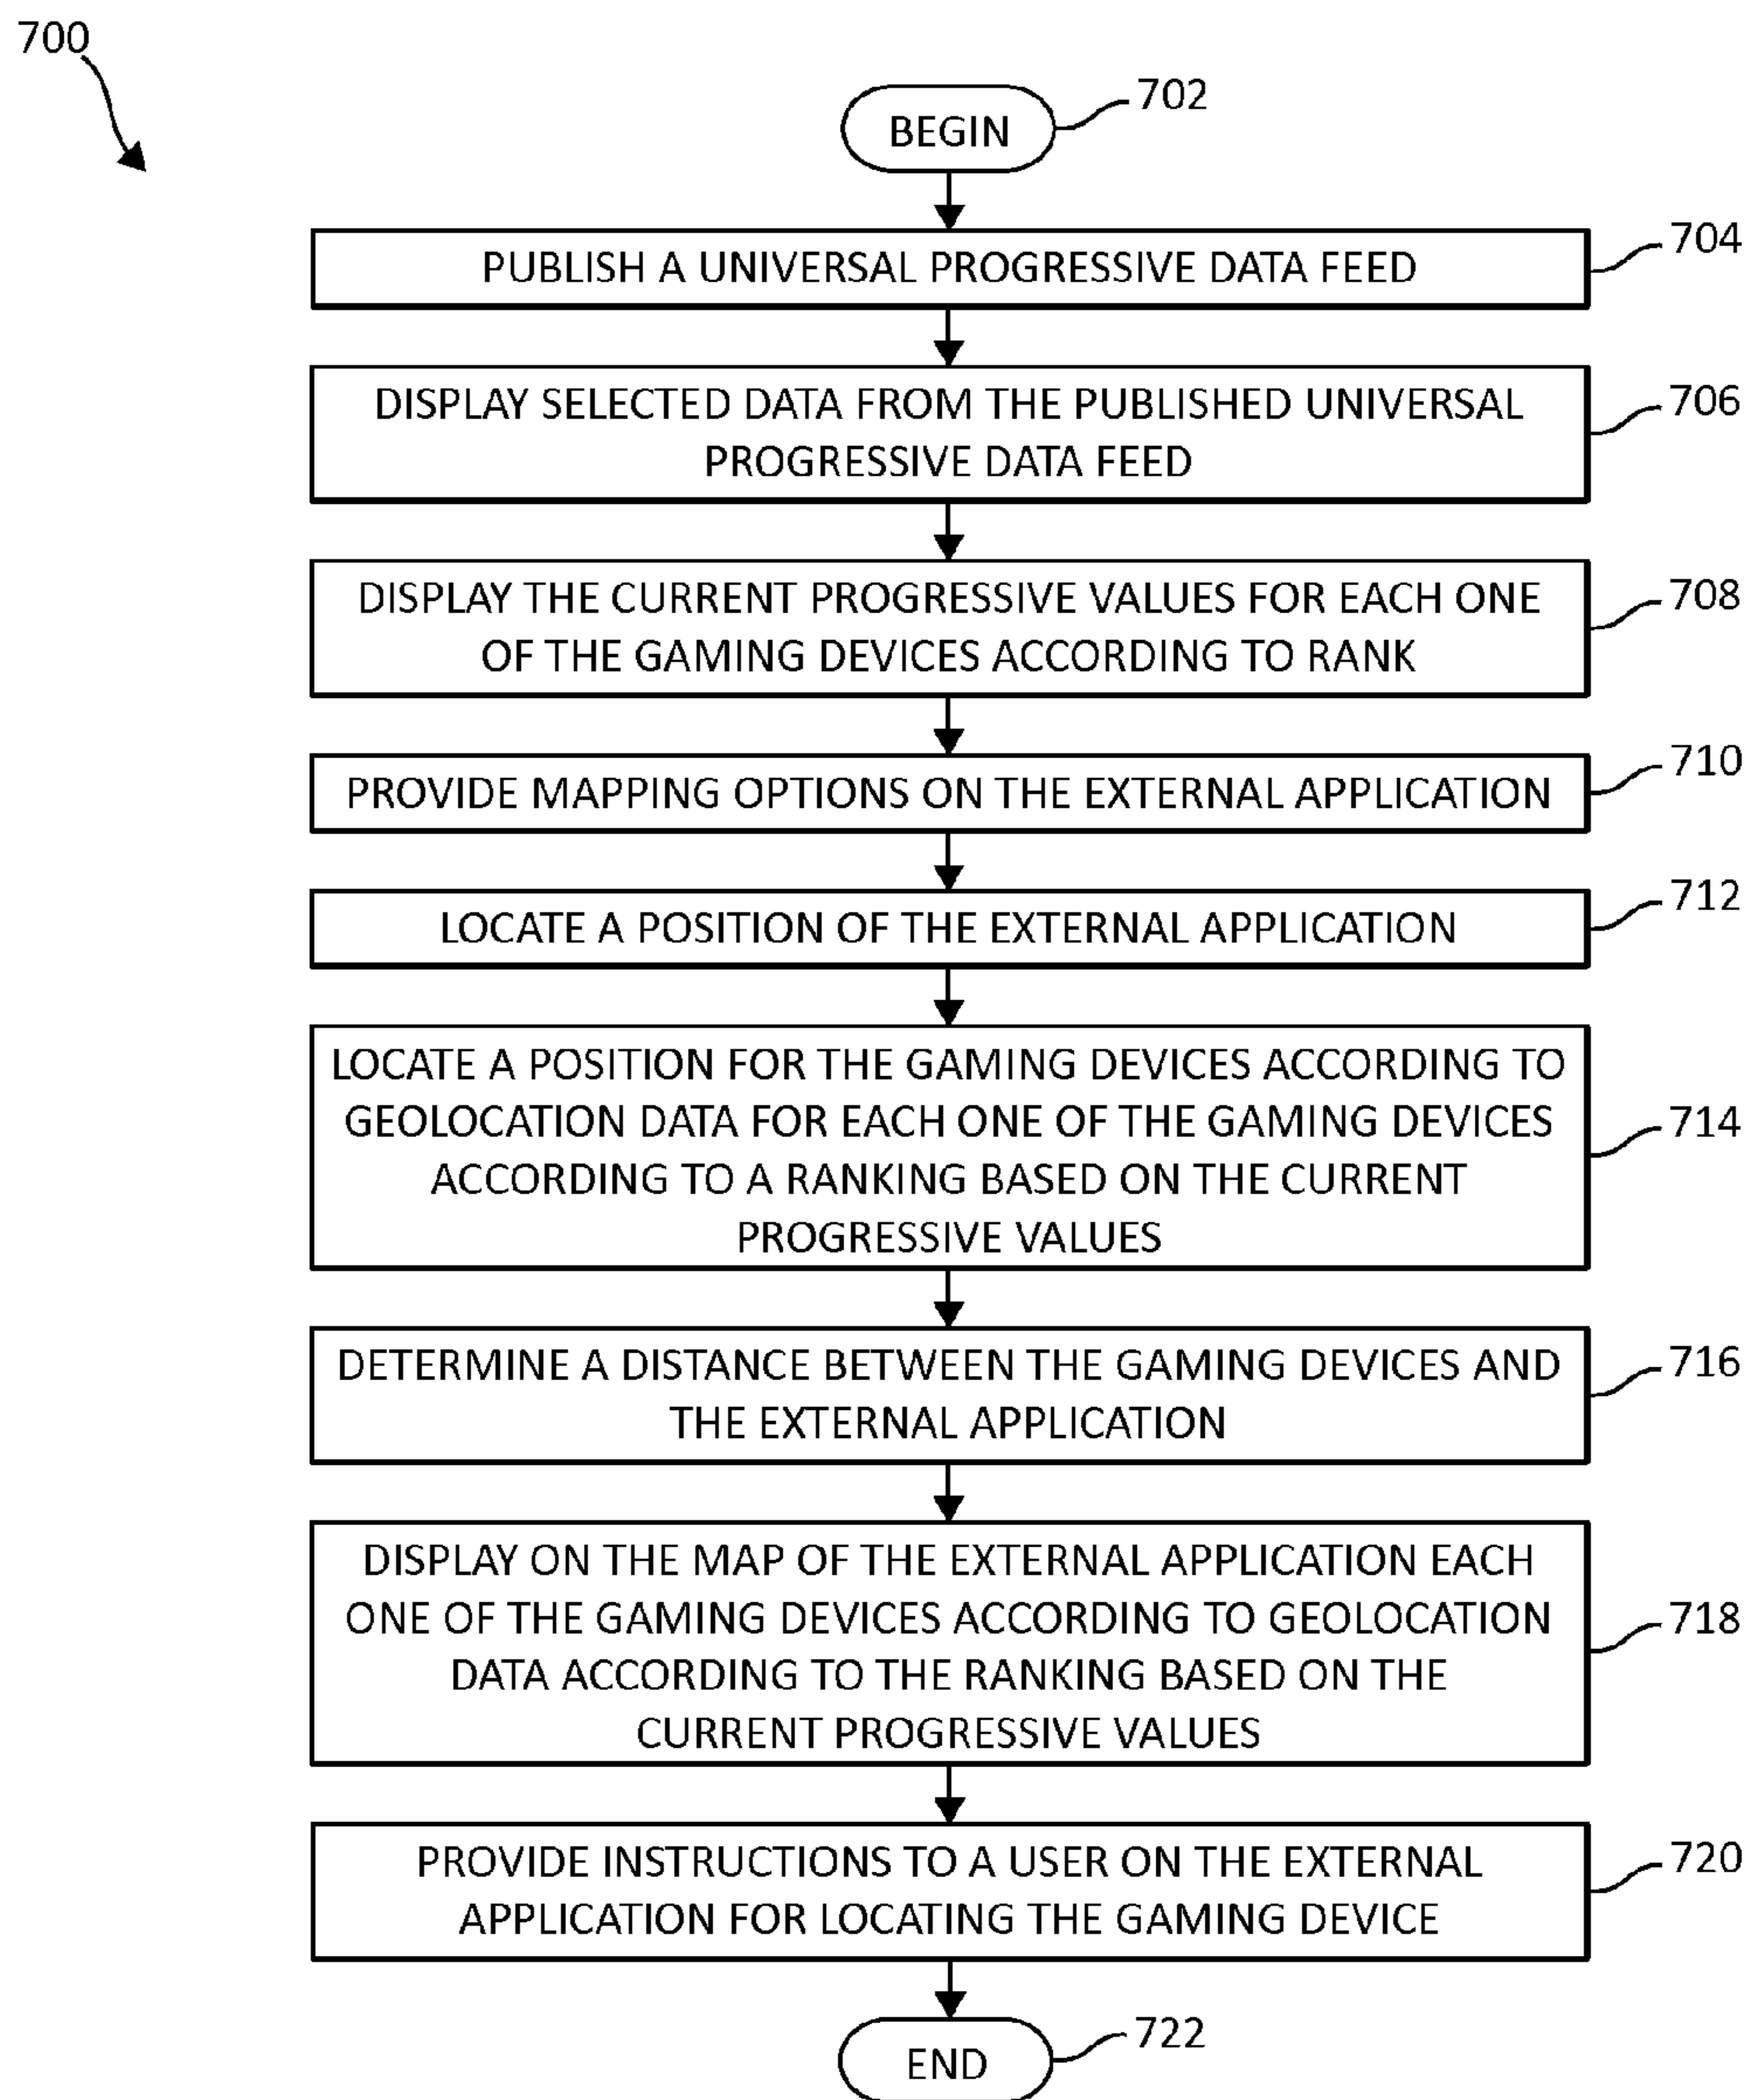 700
BEGIN
702
PUBLISH A UNIVERSAL PROGRESSIVE DATA FEED
704
DISPLAY SELECTED DATA FROM THE PUBLISHED UNIVERSAL
PROGRESSIVE DATA FEED
706
DISPLAY THE CURRENT PROGRESSIVE VALUES FOR EACH ONE
OF THE GAMING DEVICES ACCORDING TO RANK
708
PROVIDE MAPPING OPTIONS ON THE EXTERNAL APPLICATION
710
LOCATE A POSITION OF THE EXTERNAL APPLICATION
712
LOCATE A POSITION FOR THE GAMING DEVICES ACCORDING TO
GEOLOCATION DATA FOR EACH ONE OF THE GAMING DEVICES
ACCORDING TO A RANKING BASED ON THE CURRENT
PROGRESSIVE VALUES
714
DETERMINE A DISTANCE BETWEEN THE GAMING DEVICES AND
THE EXTERNAL APPLICATION
716
DISPLAY ON THE MAP OF THE EXTERNAL APPLICATION EACH
ONE OF THE GAMING DEVICES ACCORDING TO GEOLOCATION
DATA ACCORDING TO THE RANKING BASED ON THE
CURRENT PROGRESSIVE VALUES
718
PROVIDE INSTRUCTIONS TO A USER ON THE EXTERNAL
APPLICATION FOR LOCATING THE GAMING DEVICE
720
END
722